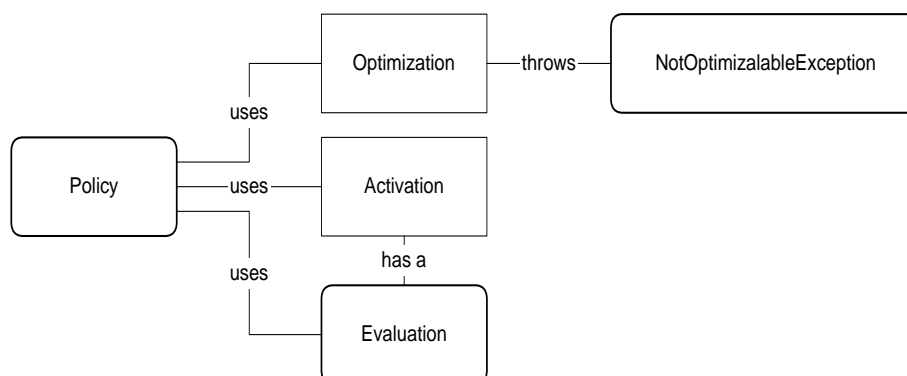 Optimization
throws
NotOptimizalableException
uses
Policy
uses
Activation
has a
uses
Evaluation